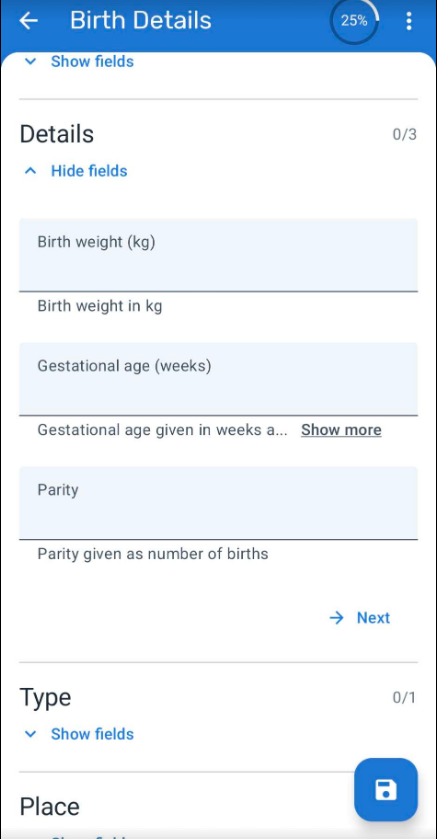 Birth Details
25%
Show fields
Details
0/3
Hide fields
Birth weight (kg)
Birth weight in kg
Gestational age (weeks)
Gestational age given in weeks a... Show more
Parity
Parity given as number of births
Next
Type
0/1
Show fields
Place